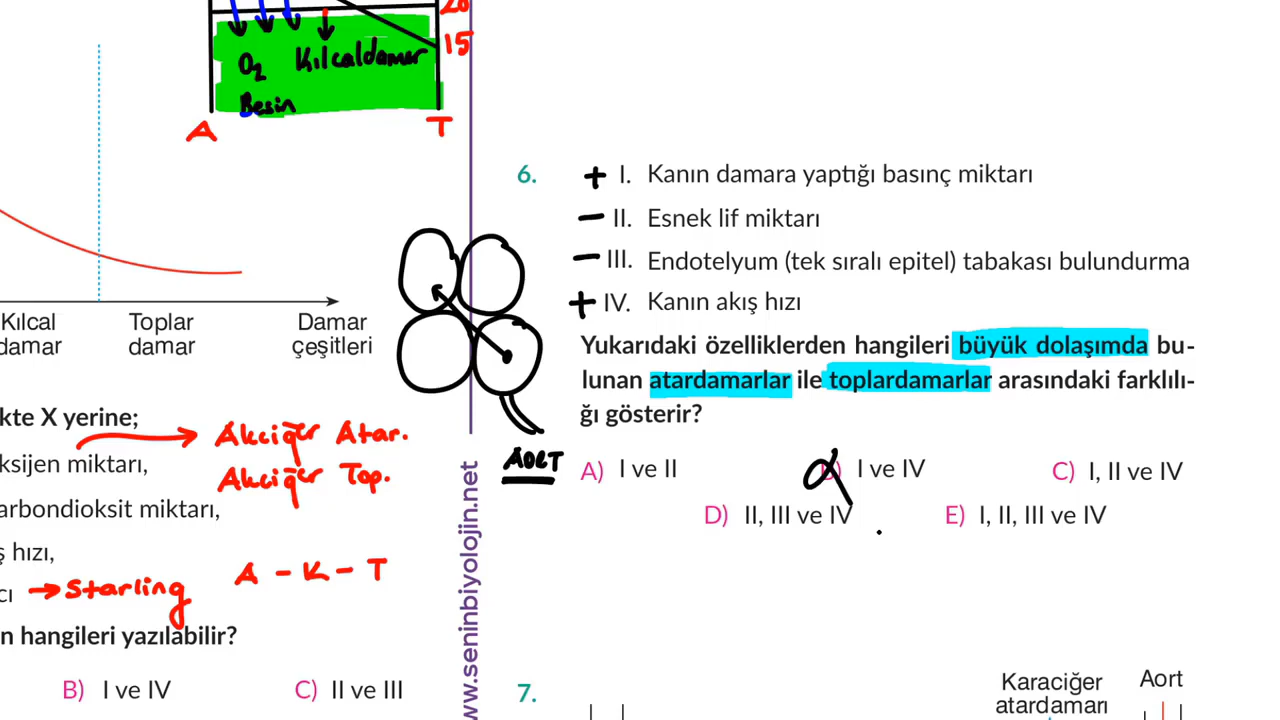 20
15
O₂ Kılcaldamar
Besin
A
T
Kılcal
damar
Toplar
damar
Damar
çeşitleri
kte X yerine;
ksijen miktarı,
arbondioksit miktarı,
ş hızı,
cı → Starling
Akciğer Atar.
Akciğer Top.
A - K - T
n hangileri yazılabilir?
B) I ve IV
C) II ve III
www.seninbiyolojin.net
AORT
6.
+ I. Kanın damara yaptığı basınç miktarı
– II. Esnek lif miktarı
– III. Endotelyum (tek sıralı epitel) tabakası bulundurma
+ IV. Kanın akış hızı
Yukarıdaki özelliklerden hangileri büyük dolaşımda bu-
lunan atardamarlar ile toplardamarlar arasındaki farklılı-
ğı gösterir?
A) I ve II
B) I ve IV
C) I, II ve IV
D) II, III ve IV
E) I, II, III ve IV
7.
Karaciğer
atardamarı
Aort